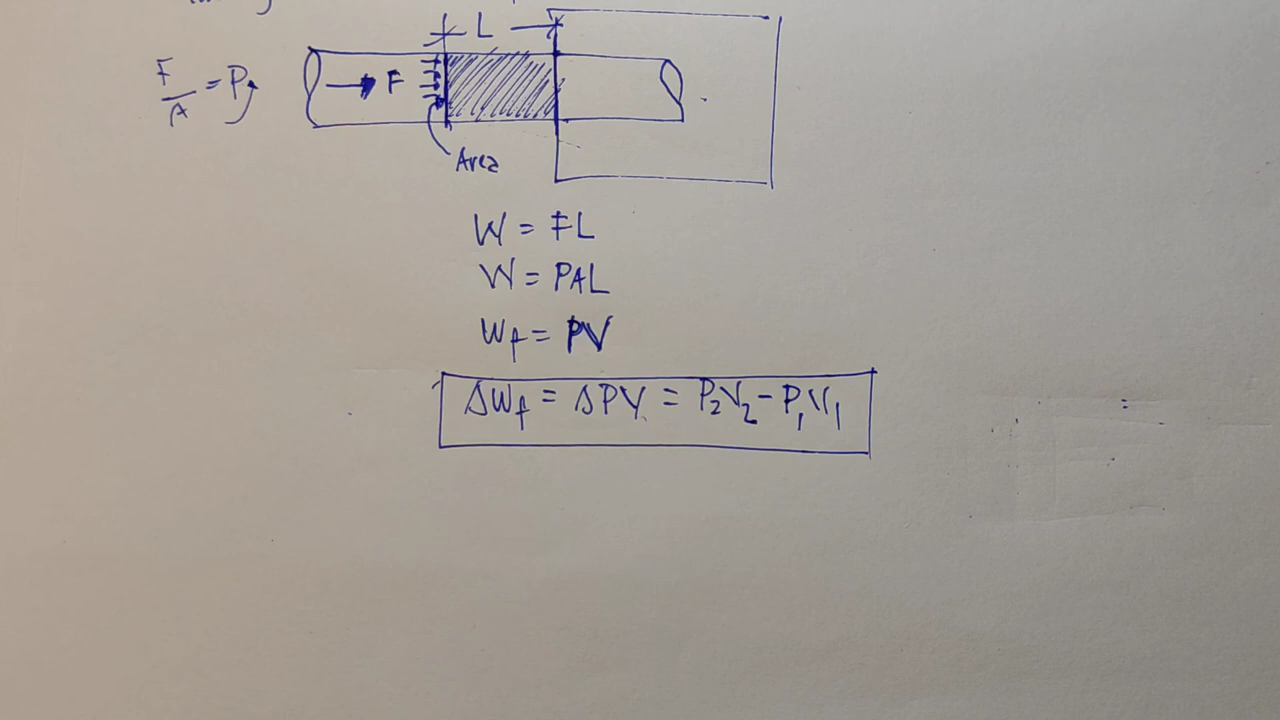 L
F/A = P
F
Area
W = FL
W = PAL
Wf = PV
ΔWf = ΔPV = P2V2 - P1V1